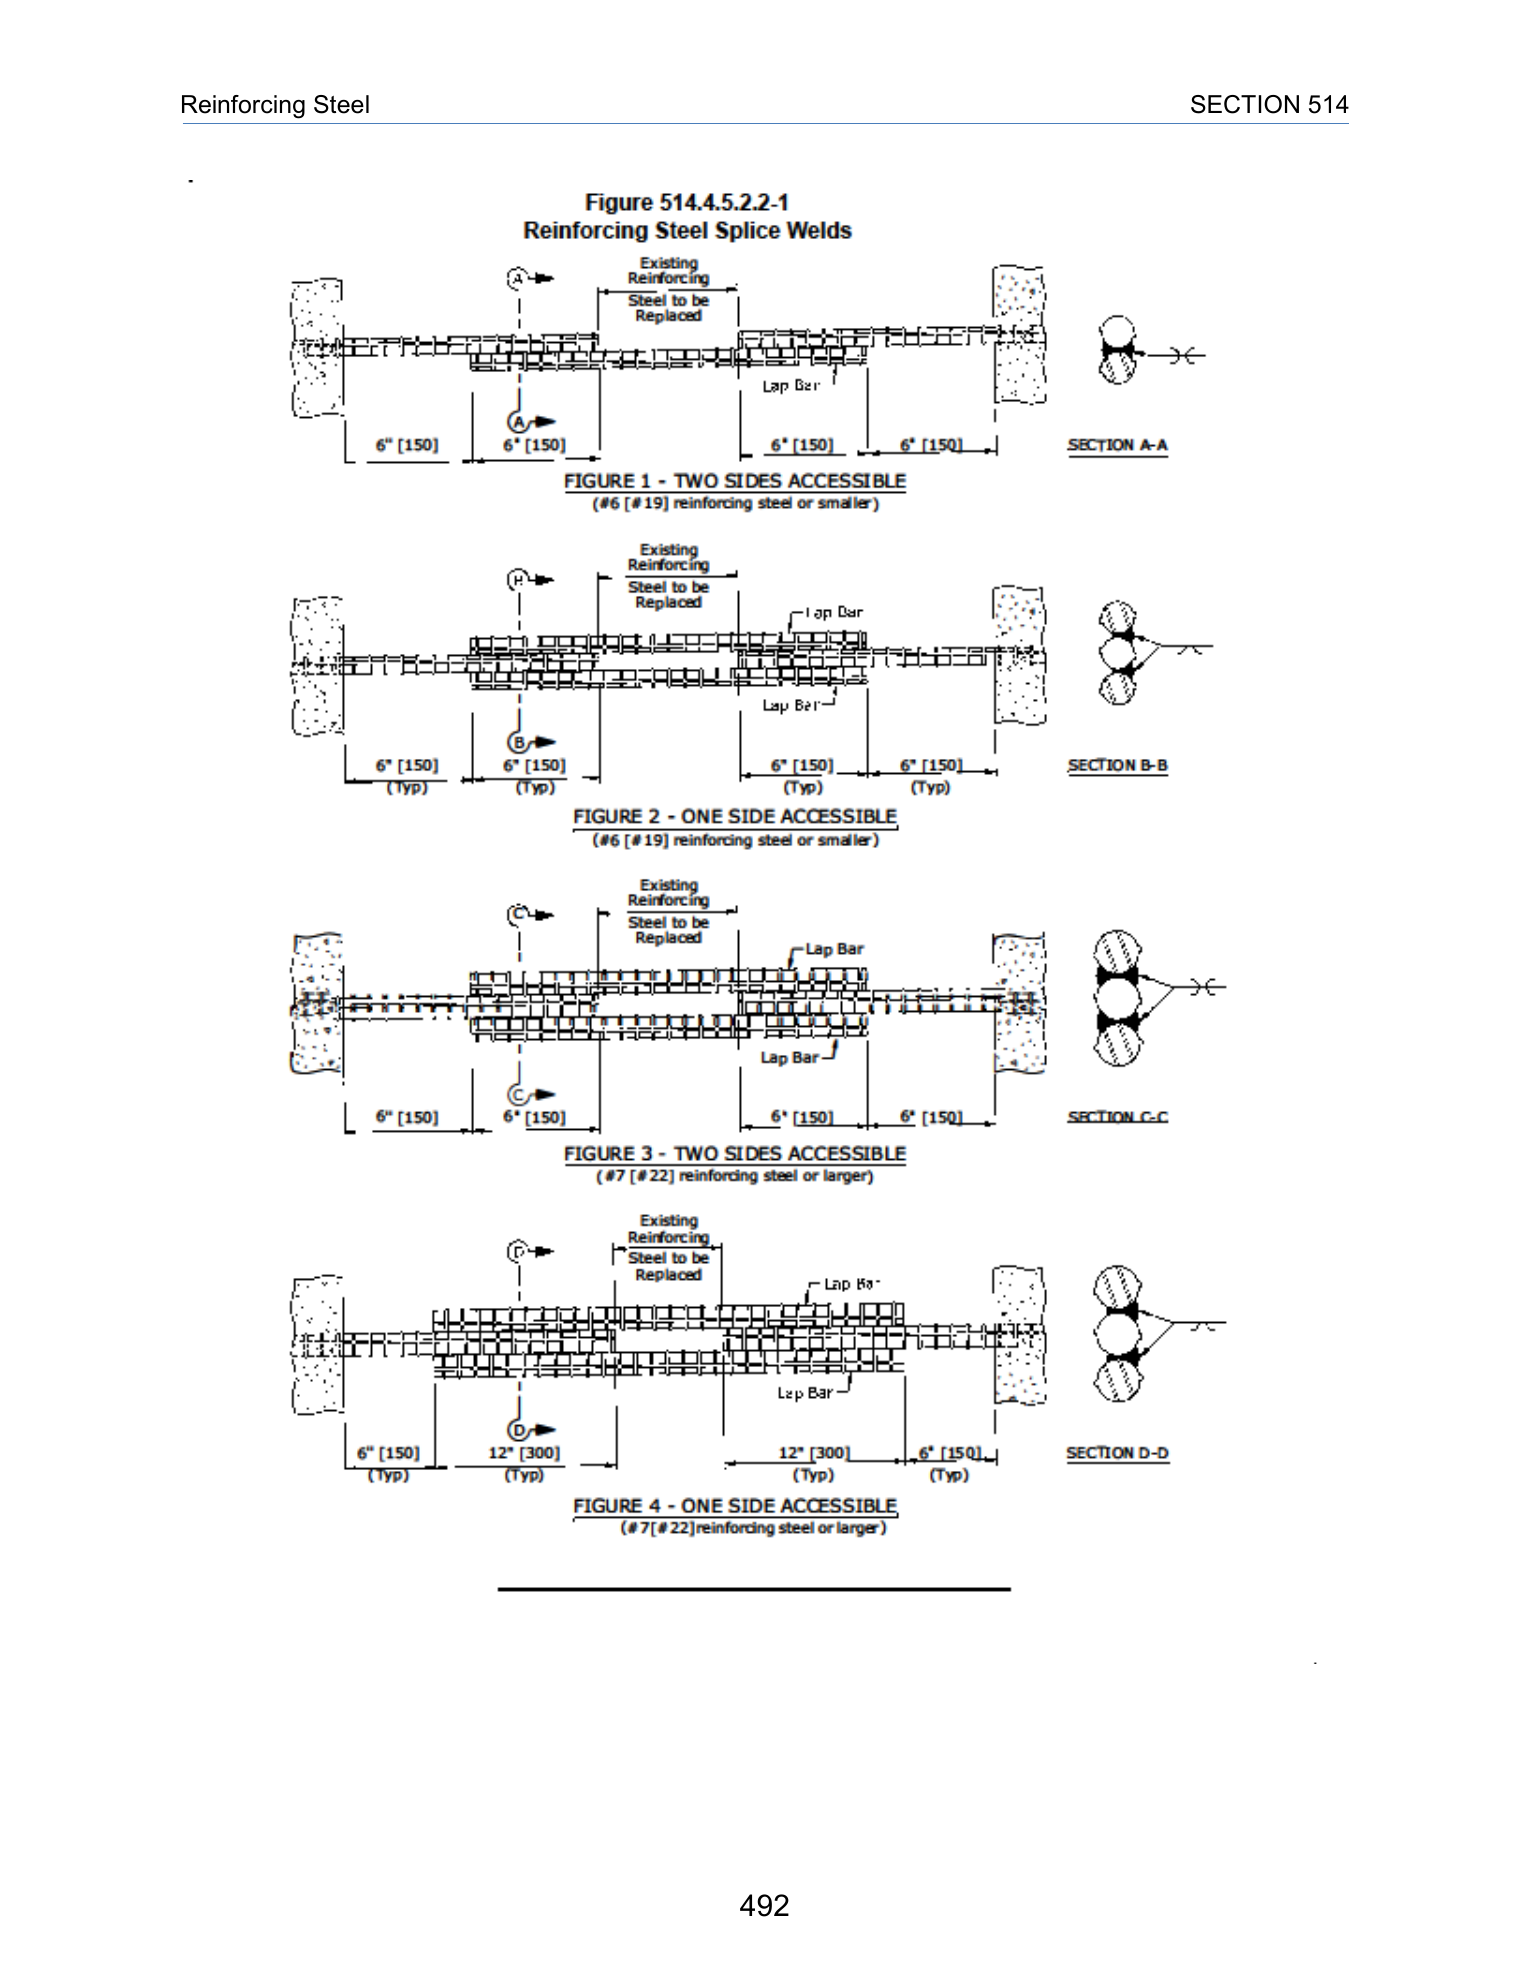 Reinforcing Steel SECTION 514
Figure 514.4.5.2.2-1
Reinforcing Steel Splice Welds
Existing
Reinforcing
Steel to be
Replaced
A
Lap Bar
A
6" [150] 6" [150] 6" [150] 6" [150] SECTION A-A
FIGURE 1 - TWO SIDES ACCESSIBLE
(#6 [#19] reinforcing steel or smaller)
Existing
Reinforcing
Steel to be
Replaced
Lap Bar
Lap Bar
B
6" [150] 6" [150] 6" [150] 6" [150] SECTION B-B
(Typ) (Typ) (Typ) (Typ)
FIGURE 2 - ONE SIDE ACCESSIBLE
(#6 [#19] reinforcing steel or smaller)
Existing
Reinforcing
Steel to be
Replaced
C
Lap Bar
Lap Bar
C
6" [150] 6" [150] 6" [150] 6" [150] SECTION C-C
FIGURE 3 - TWO SIDES ACCESSIBLE
(#7 [#22] reinforcing steel or larger)
Existing
Reinforcing
Steel to be
Replaced
D
Lap Bar
Lap Bar
D
6" [150] 12" [300] 12" [300] 6" [150] SECTION D-D
(Typ) (Typ) (Typ) (Typ)
FIGURE 4 - ONE SIDE ACCESSIBLE
(#7[#22]reinforcing steel or larger)
492